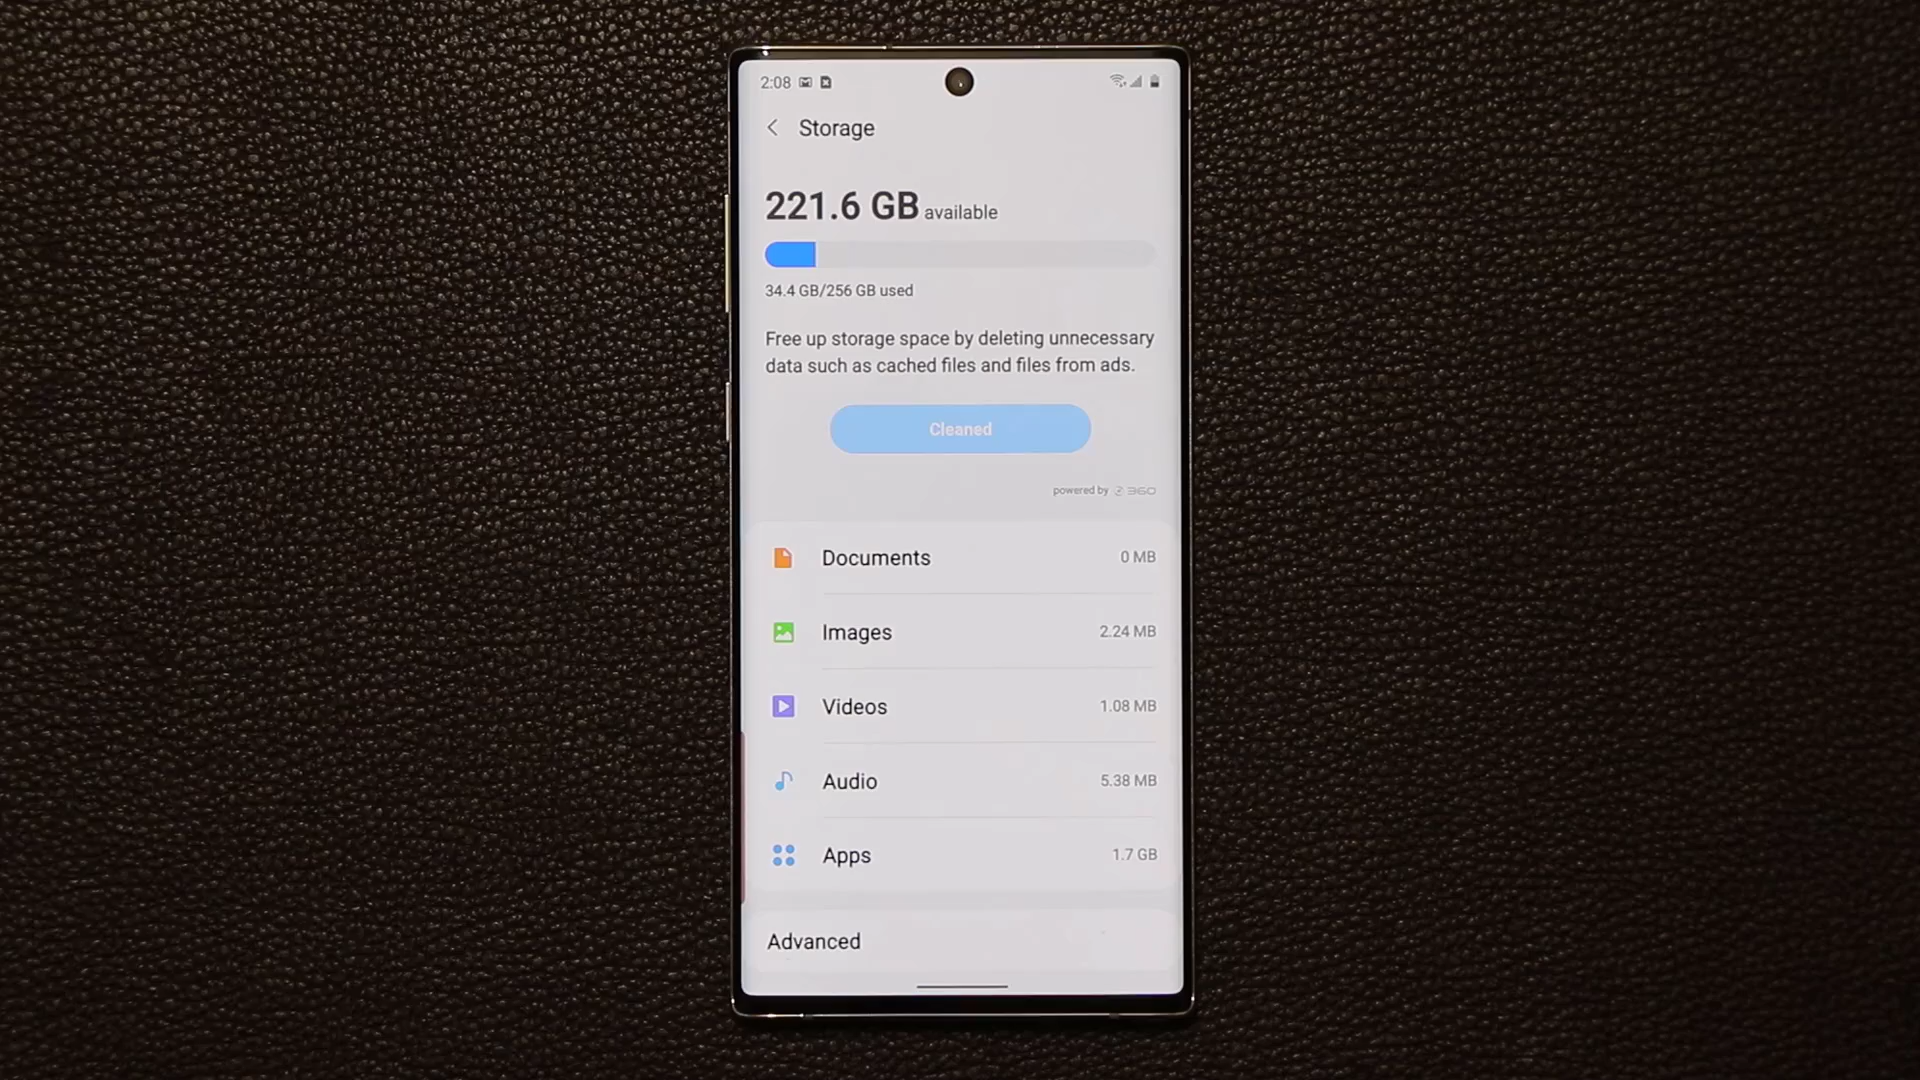 2:08
Storage
221.6 GB available
34.4 GB/256 GB used
Free up storage space by deleting unnecessary
data such as cached files and files from ads.
Cleaned
powered by 360
Documents 0 MB
Images 2.24 MB
Videos 1.08 MB
Audio 5.38 MB
Apps 1.7 GB
Advanced